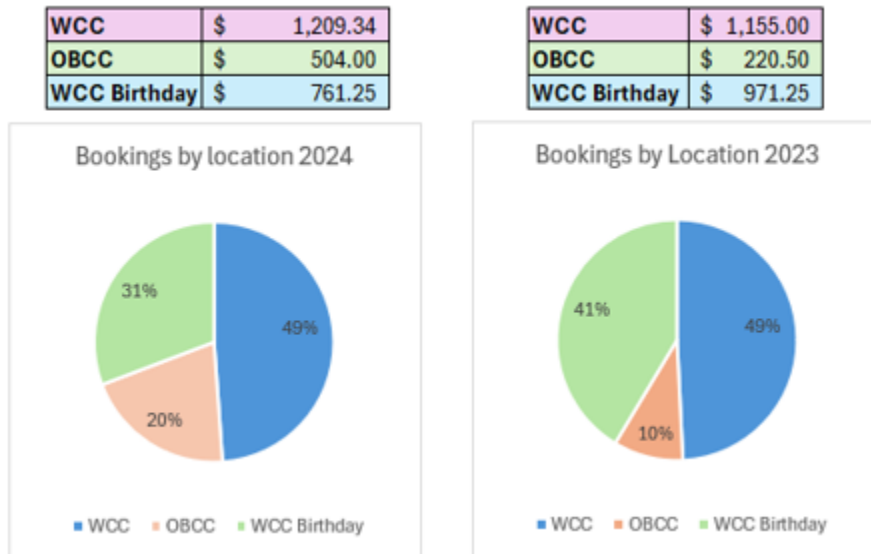 WCC $ 1,209.34
OBCC $ 504.00
WCC Birthday $ 761.25
WCC $ 1,155.00
OBCC $ 220.50
WCC Birthday $ 971.25
Bookings by location 2024
31%
49%
20%
WCC OBCC WCC Birthday
Bookings by Location 2023
41%
49%
10%
WCC OBCC WCC Birthday